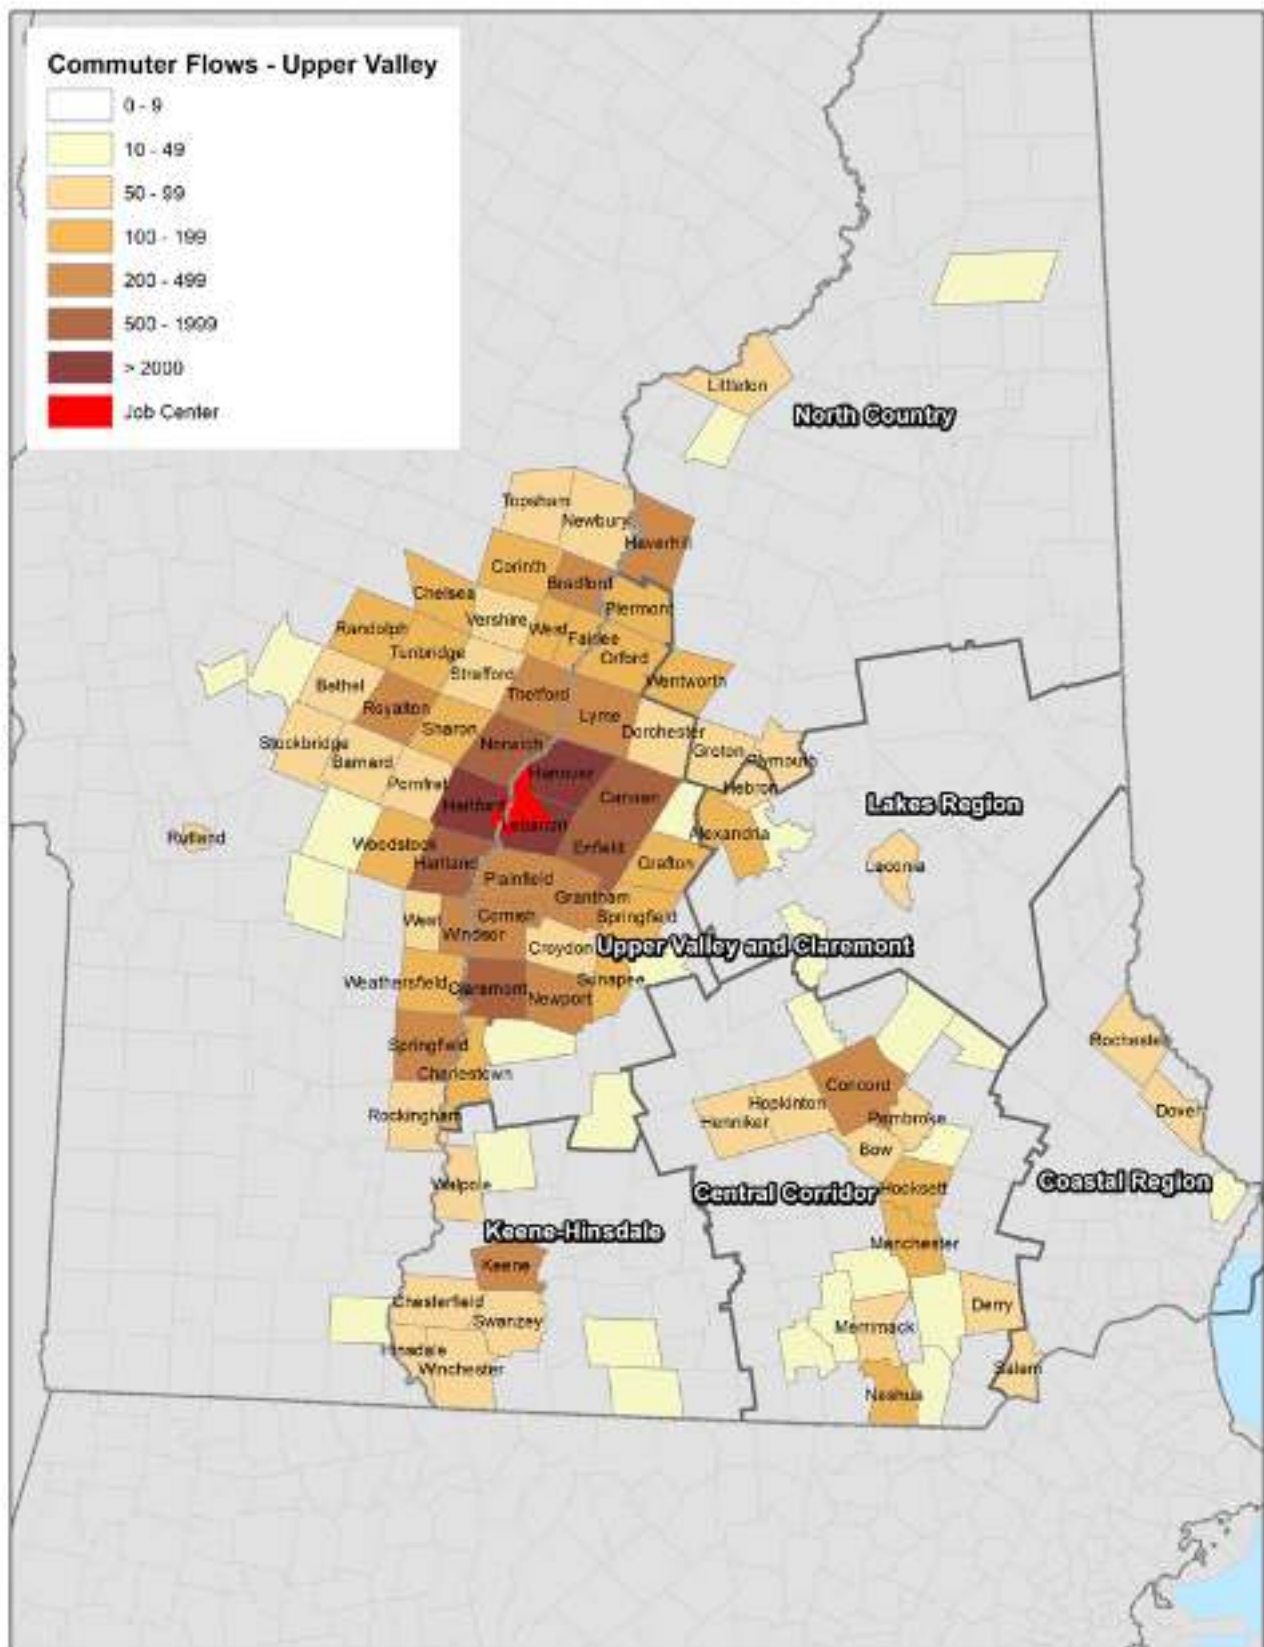 Commuter Flows - Upper Valley
0 - 9
10 - 49
50 - 99
100 - 199
200 - 499
500 - 1999
> 2000
Job Center
Littleton
North Country
Topsham
Newbury
Haverhill
Corinth
Bradford
Chelsea
Piermont
Vershire
West Fairlee
Randolph
Tunbridge
Orford
Strafford
Wentworth
Bethel
Thetford
Royalton
Lyme
Sharon
Dorchester
Norwich
Groton
Plymouth
Stockbridge
Barnard
Hanover
Pomfret
Hebron
Canaan
Hartford
Lakes Region
Lebanon
Alexandria
Rutland
Woodstock
Enfield
Hartland
Grafton
Laconia
Plainfield
Grantham
West
Cornish
Springfield
Windsor
Croydon
Upper Valley and Claremont
Weathersfield
Claremont
Sunapee
Newport
Springfield
Rochester
Charlestown
Concord
Hopkinton
Rockingham
Henniker
Pembroke
Dover
Bow
Walpole
Central Corridor
Hooksett
Coastal Region
Keene-Hinsdale
Manchester
Keene
Chesterfield
Derry
Swanzey
Merrimack
Hinsdale
Winchester
Salem
Nashua